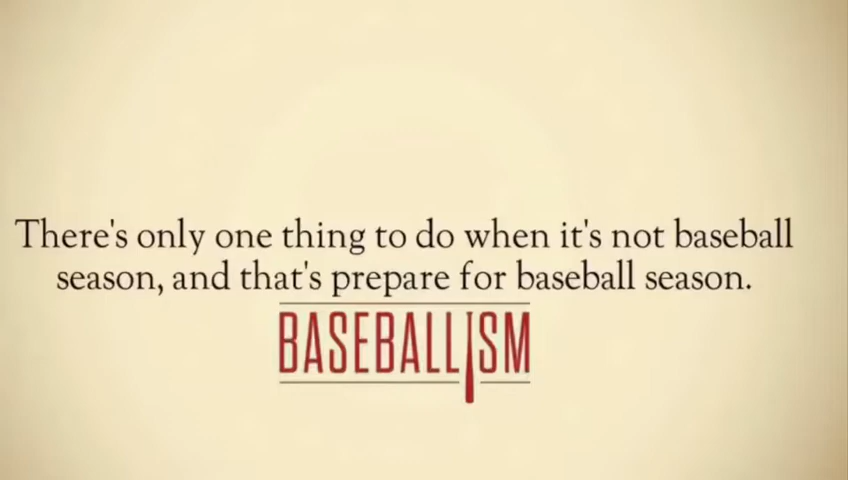 There's only one thing to do when it's not baseball
season, and that's prepare for baseball season.
BASEBALLISM